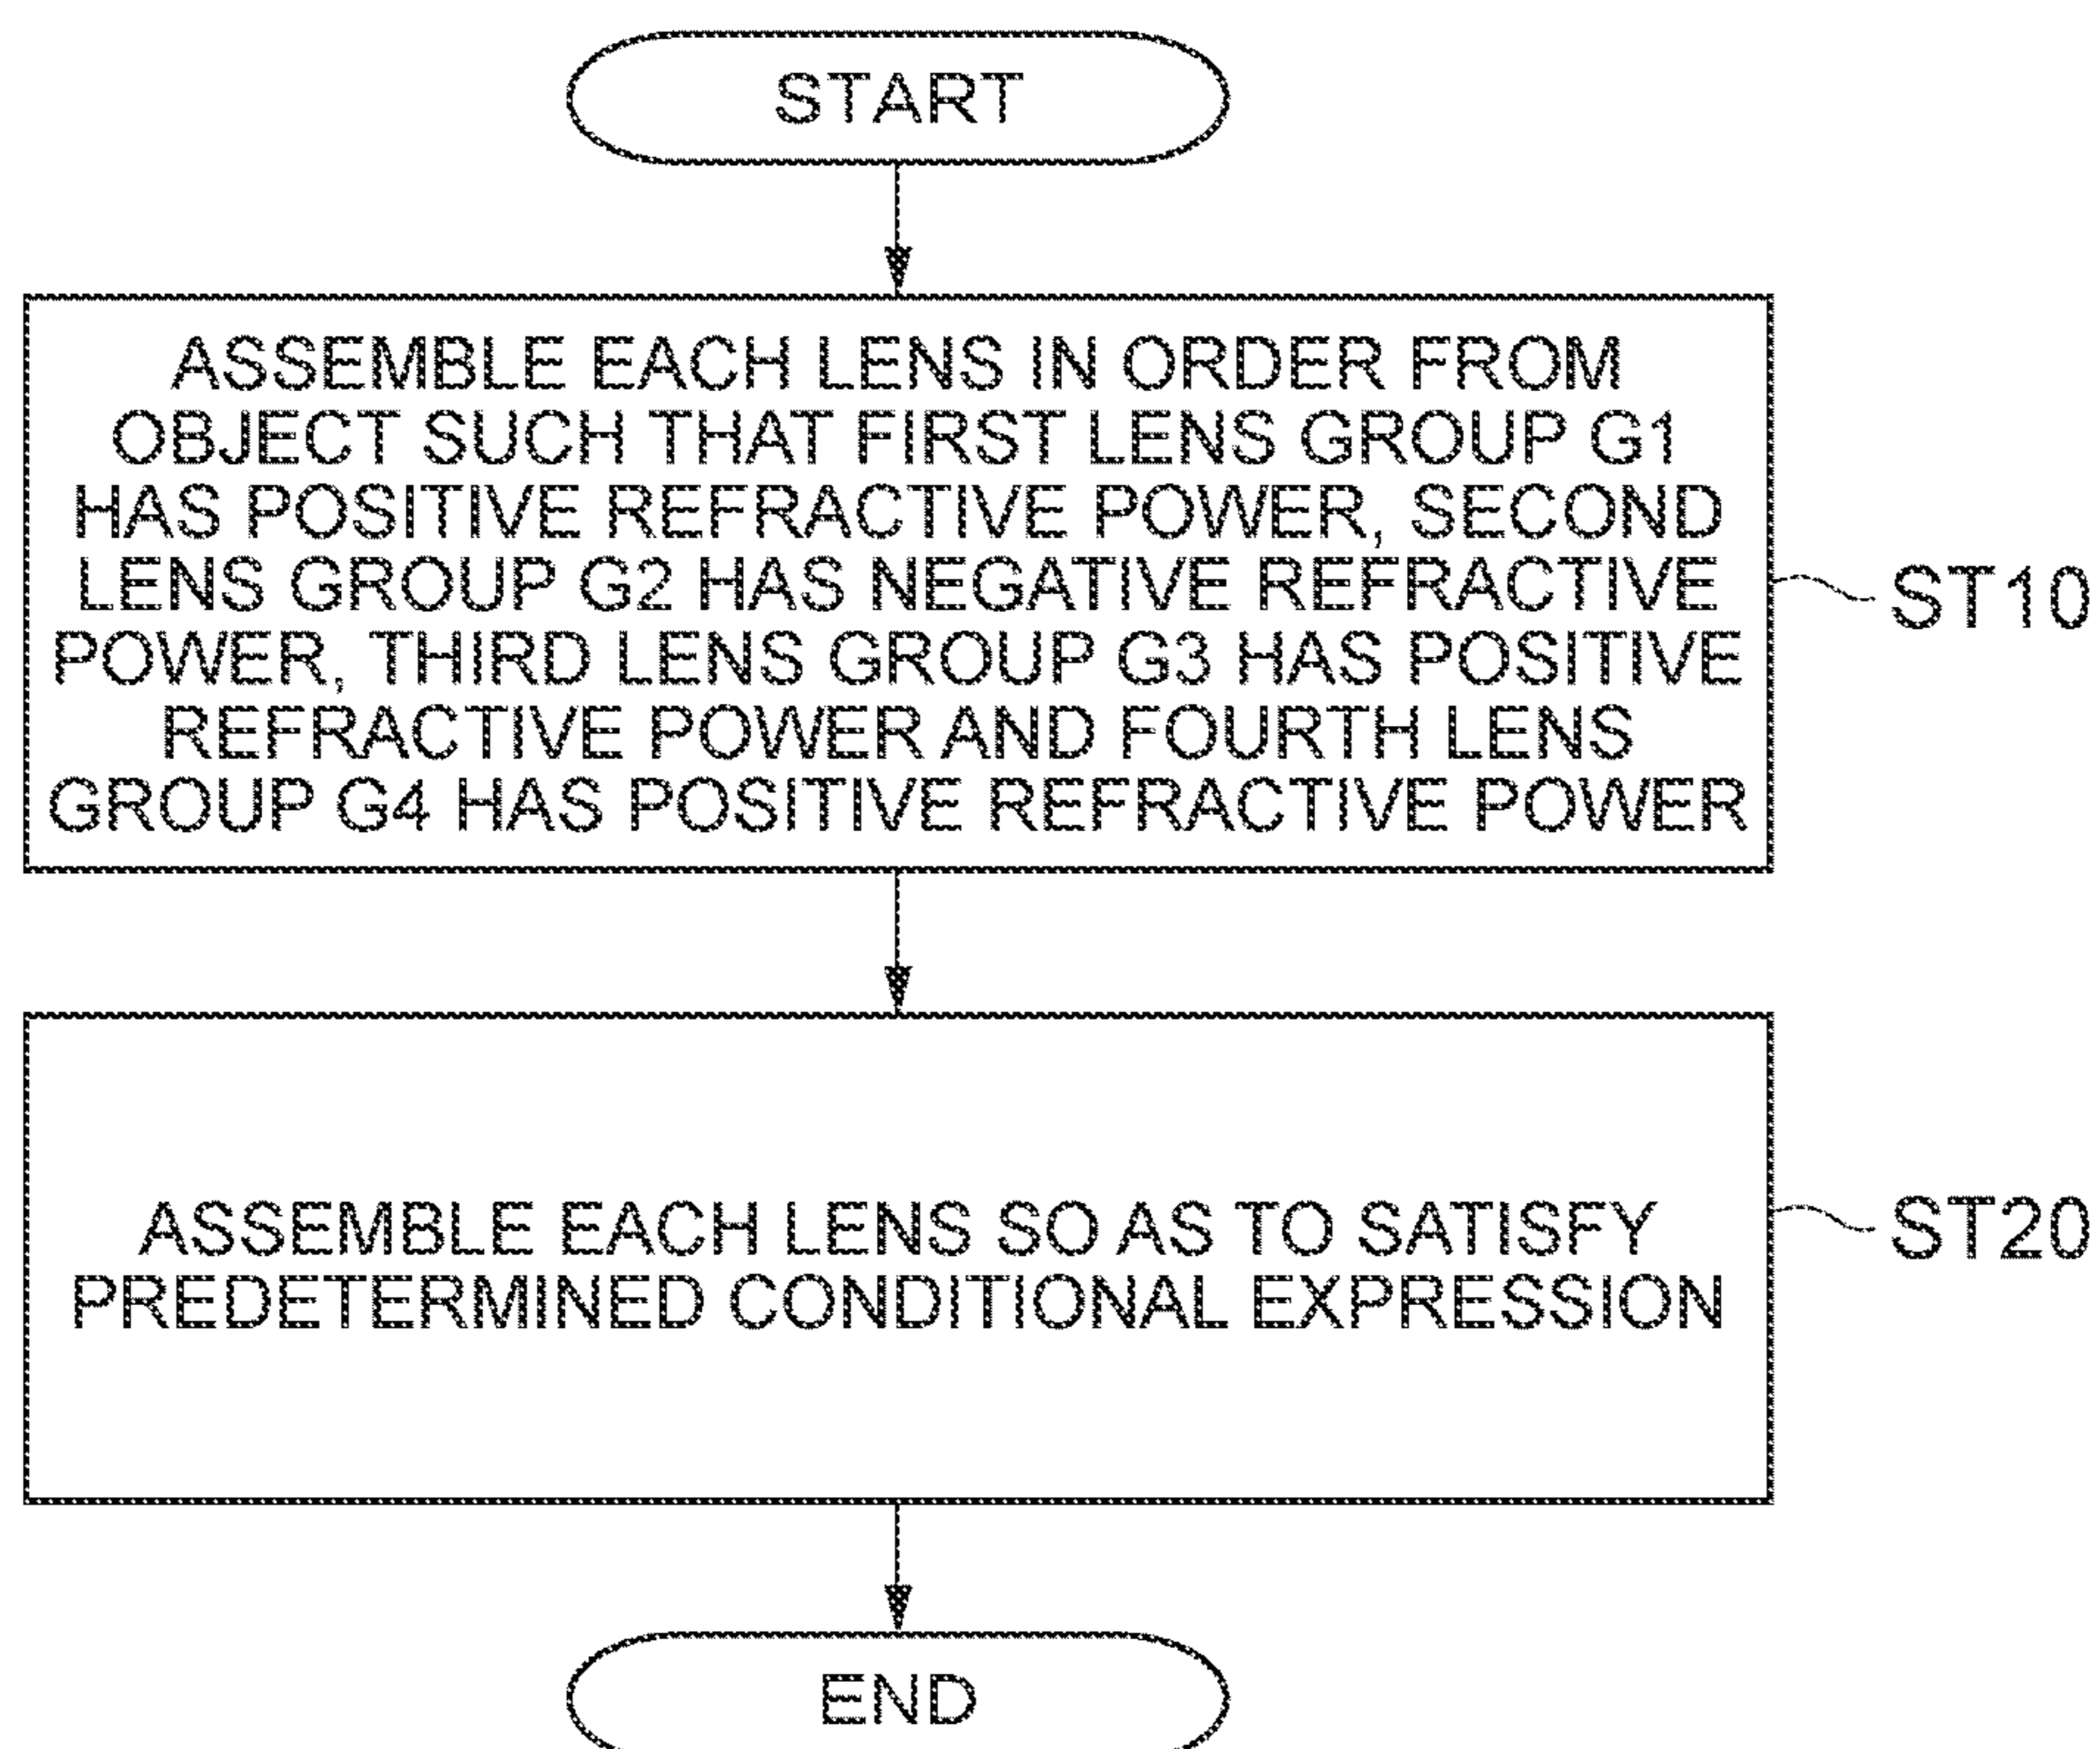 START
ASSEMBLE EACH LENS IN ORDER FROM
OBJECT SUCH THAT FIRST LENS GROUP G1
HAS POSITIVE REFRACTIVE POWER, SECOND
LENS GROUP G2 HAS NEGATIVE REFRACTIVE
POWER, THIRD LENS GROUP G3 HAS POSITIVE
REFRACTIVE POWER AND FOURTH LENS
GROUP G4 HAS POSITIVE REFRACTIVE POWER
ST10
ASSEMBLE EACH LENS SO AS TO SATISFY
PREDETERMINED CONDITIONAL EXPRESSION
ST20
END